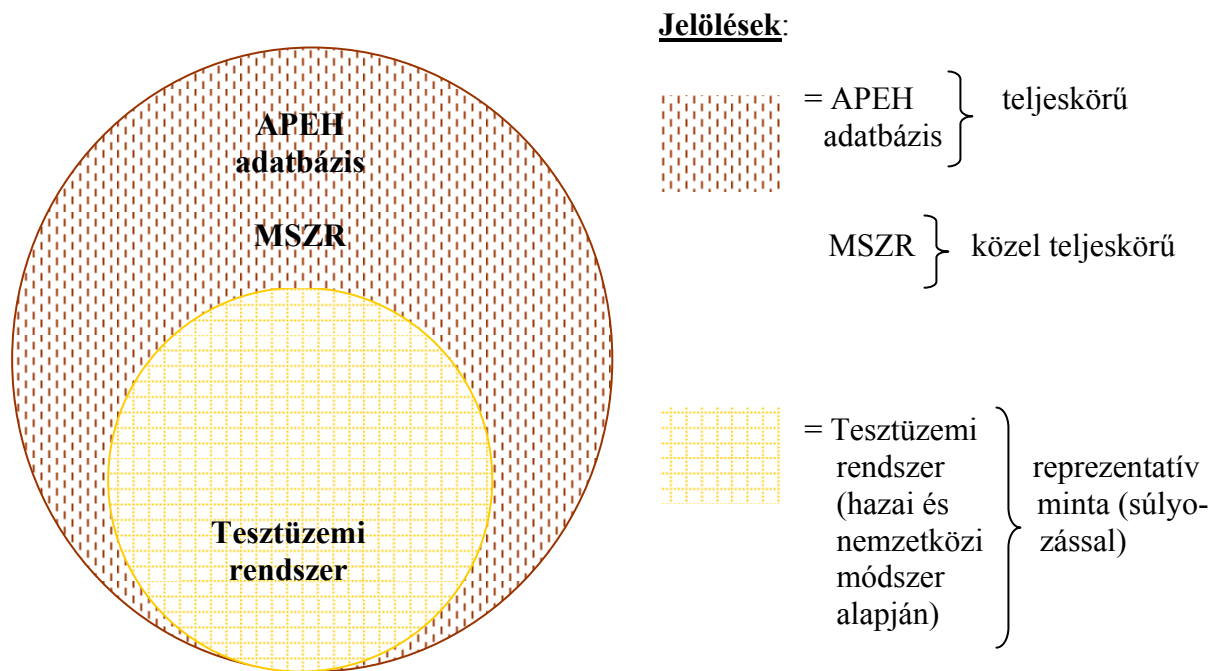 APEH
adatbázis
MSZR
Tesztüzemi
rendszer
Jelölések:
= APEH
adatbázis
teljeskörű
MSZR
közel teljeskörű
= Tesztüzemi
rendszer
(hazai és
nemzetközi
módszer
alapján)
reprezentatív
minta (súlyo-
zással)